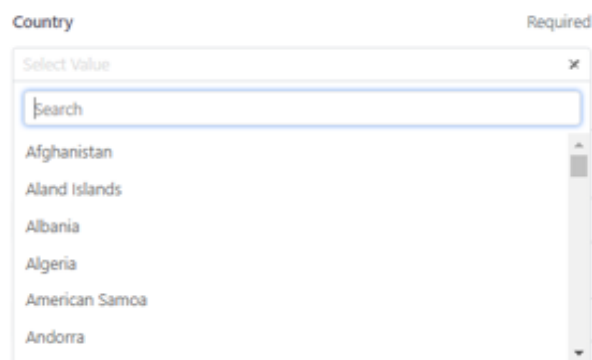 Country Required
Select Value
Search
Afghanistan
Aland Islands
Albania
Algeria
American Samoa
Andorra